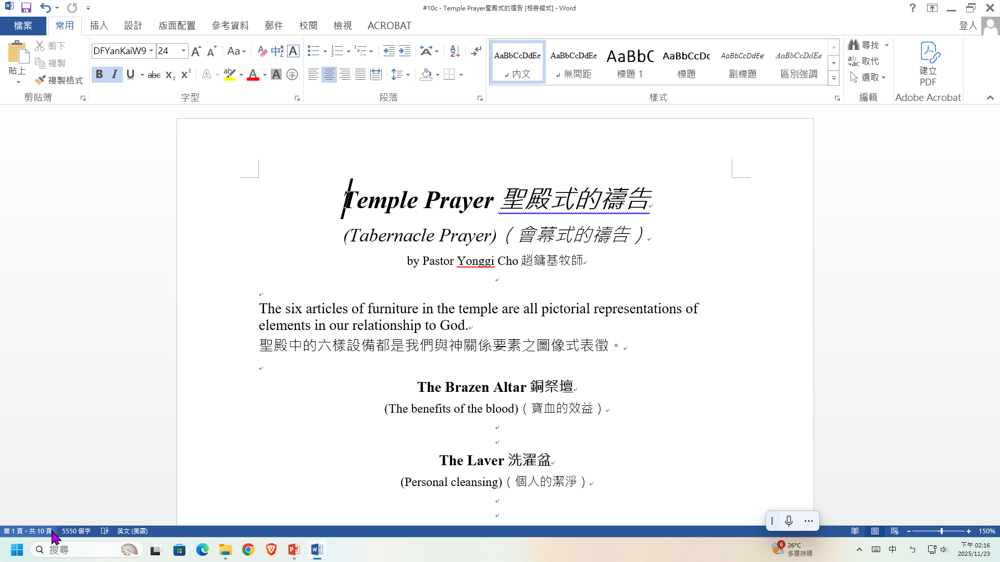 #10c - Temple Prayer聖殿式的禱告 [相容模式] - Word
檔案 常用 插入 設計 版面配置 參考資料 郵件 校閱 檢視 ACROBAT 登入
貼上 剪下 複製 複製格式 剪貼簿
DFYanKaiW9 24 字型
段落
AaBbCcDdEe AaBbCcDdEe AaBbC AaBbCcDc AaBbCcDdEe AaBbCcDdEe
內文 無間距 標題 1 標題 副標題 區別強調
樣式
尋找 取代 選取 編輯
建立 PDF
Adobe Acrobat
Temple Prayer 聖殿式的禱告
(Tabernacle Prayer)（會幕式的禱告）
by Pastor Yonggi Cho 趙鏞基牧師
The six articles of furniture in the temple are all pictorial representations of
elements in our relationship to God.
聖殿中的六樣設備都是我們與神關係要素之圖像式表徵。
The Brazen Altar 銅祭壇
(The benefits of the blood)（寶血的效益）
The Laver 洗濯盆
(Personal cleansing)（個人的潔淨）
第 1 頁，共 10 頁 5550 個字 英文 (美國) 150%
搜尋
6 26°C
多雲時晴
中 ㄅ
下午 02:16
2025/11/23